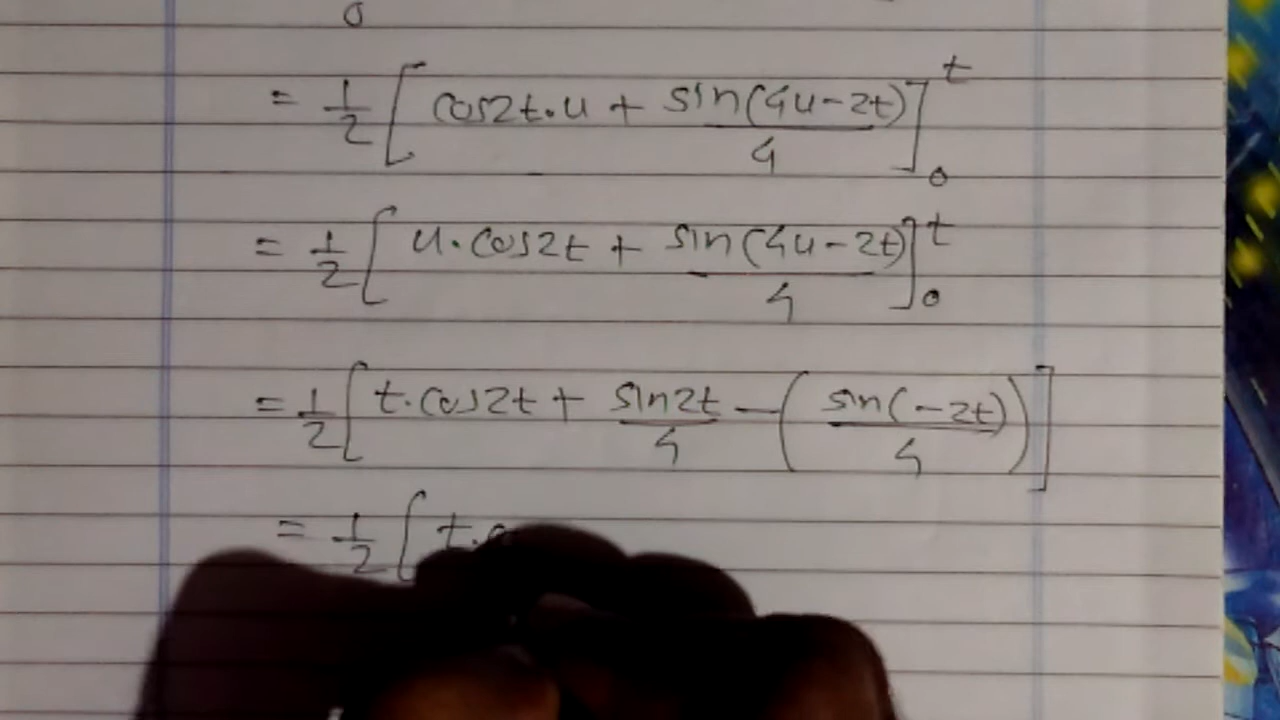 0
= 1/2 [ cos2t.u + sin(4u-2t)/4 ]₀ᵗ
= 1/2 [ u.cos2t + sin(4u-2t)/4 ]₀ᵗ
= 1/2 [ t.cos2t + sin2t/4 - ( sin(-2t)/4 ) ]
= 1/2 [ t.